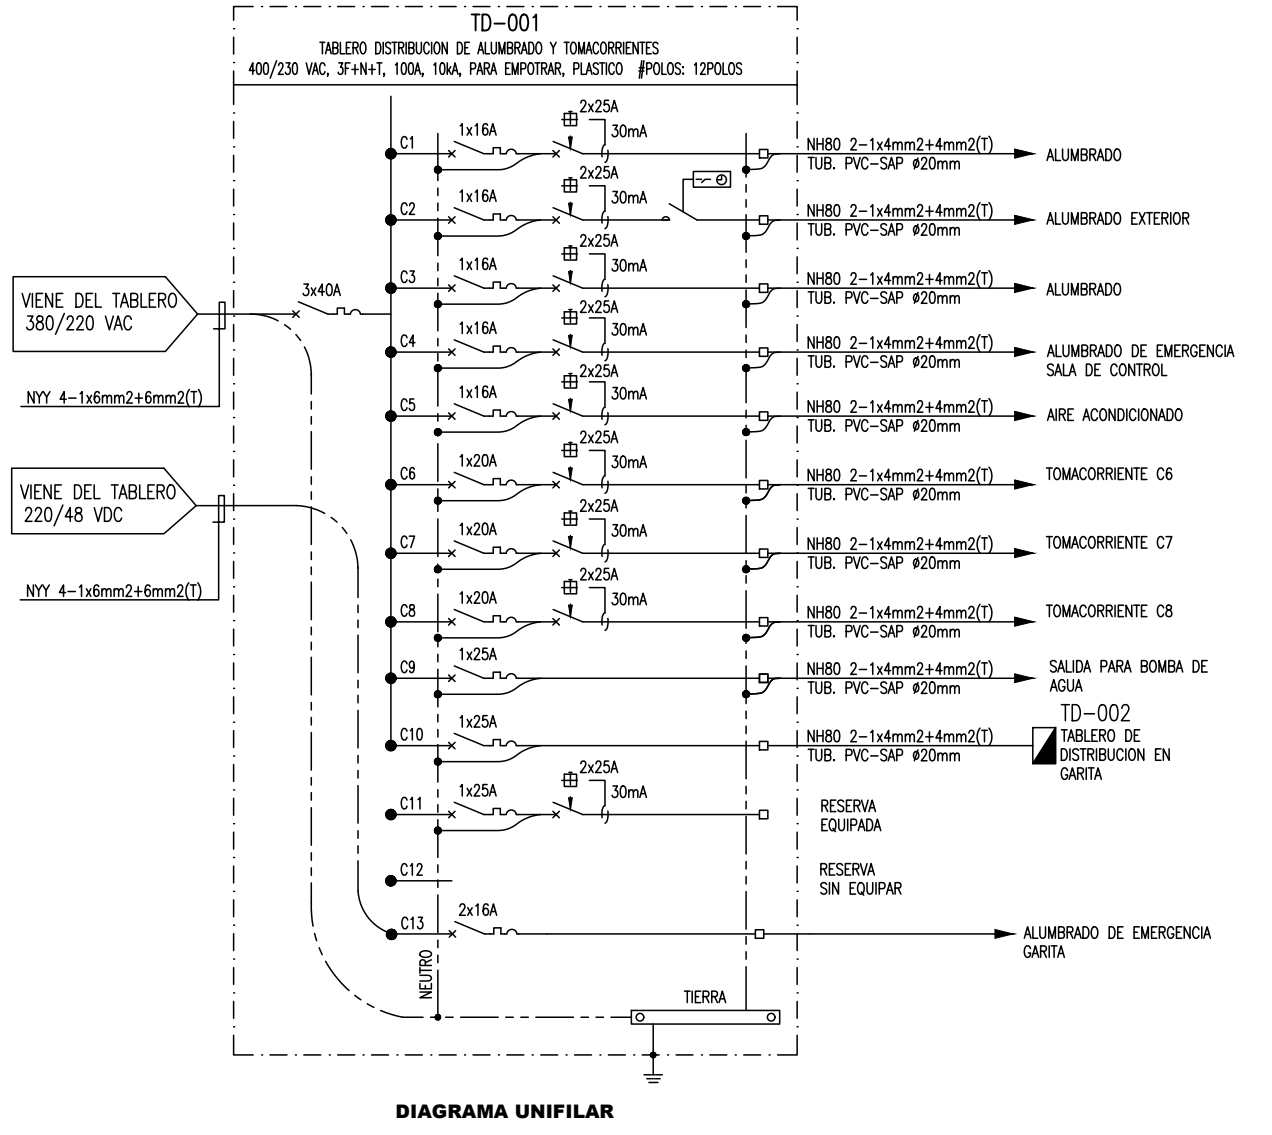 TD-001
TABLERO DISTRIBUCION DE ALUMBRADO Y TOMACORRIENTES
400/230 VAC, 3F+N+T, 100A, 10kA, PARA EMPOTRAR, PLASTICO #POLOS: 12POLOS
VIENE DEL TABLERO
380/220 VAC
NYY 4-1x6mm2+6mm2(T)
VIENE DEL TABLERO
220/48 VDC
NYY 4-1x6mm2+6mm2(T)
3x40A
C1 1x16A 2x25A 30mA
NH80 2-1x4mm2+4mm2(T)
TUB. PVC-SAP ø20mm
ALUMBRADO
C2 1x16A 2x25A 30mA
NH80 2-1x4mm2+4mm2(T)
TUB. PVC-SAP ø20mm
ALUMBRADO EXTERIOR
C3 1x16A 2x25A 30mA
NH80 2-1x4mm2+4mm2(T)
TUB. PVC-SAP ø20mm
ALUMBRADO
C4 1x16A 2x25A 30mA
NH80 2-1x4mm2+4mm2(T)
TUB. PVC-SAP ø20mm
ALUMBRADO DE EMERGENCIA
SALA DE CONTROL
C5 1x16A 2x25A 30mA
NH80 2-1x4mm2+4mm2(T)
TUB. PVC-SAP ø20mm
AIRE ACONDICIONADO
C6 1x20A 2x25A 30mA
NH80 2-1x4mm2+4mm2(T)
TUB. PVC-SAP ø20mm
TOMACORRIENTE C6
C7 1x20A 2x25A 30mA
NH80 2-1x4mm2+4mm2(T)
TUB. PVC-SAP ø20mm
TOMACORRIENTE C7
C8 1x20A 2x25A 30mA
NH80 2-1x4mm2+4mm2(T)
TUB. PVC-SAP ø20mm
TOMACORRIENTE C8
C9 1x25A
NH80 2-1x4mm2+4mm2(T)
TUB. PVC-SAP ø20mm
SALIDA PARA BOMBA DE
AGUA
C10 1x25A
NH80 2-1x4mm2+4mm2(T)
TUB. PVC-SAP ø20mm
TD-002
TABLERO DE
DISTRIBUCION EN
GARITA
C11 1x25A 2x25A 30mA
RESERVA
EQUIPADA
C12
RESERVA
SIN EQUIPAR
C13 2x16A
ALUMBRADO DE EMERGENCIA
GARITA
NEUTRO
TIERRA
DIAGRAMA UNIFILAR